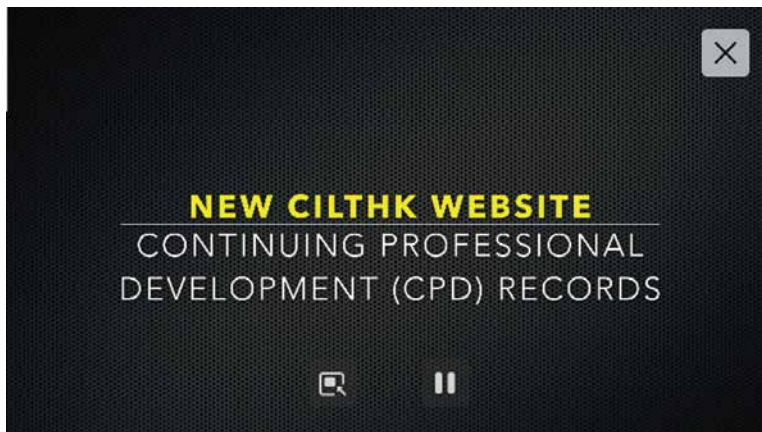 NEW CILTHK WEBSITE
CONTINUING PROFESSIONAL
DEVELOPMENT (CPD) RECORDS